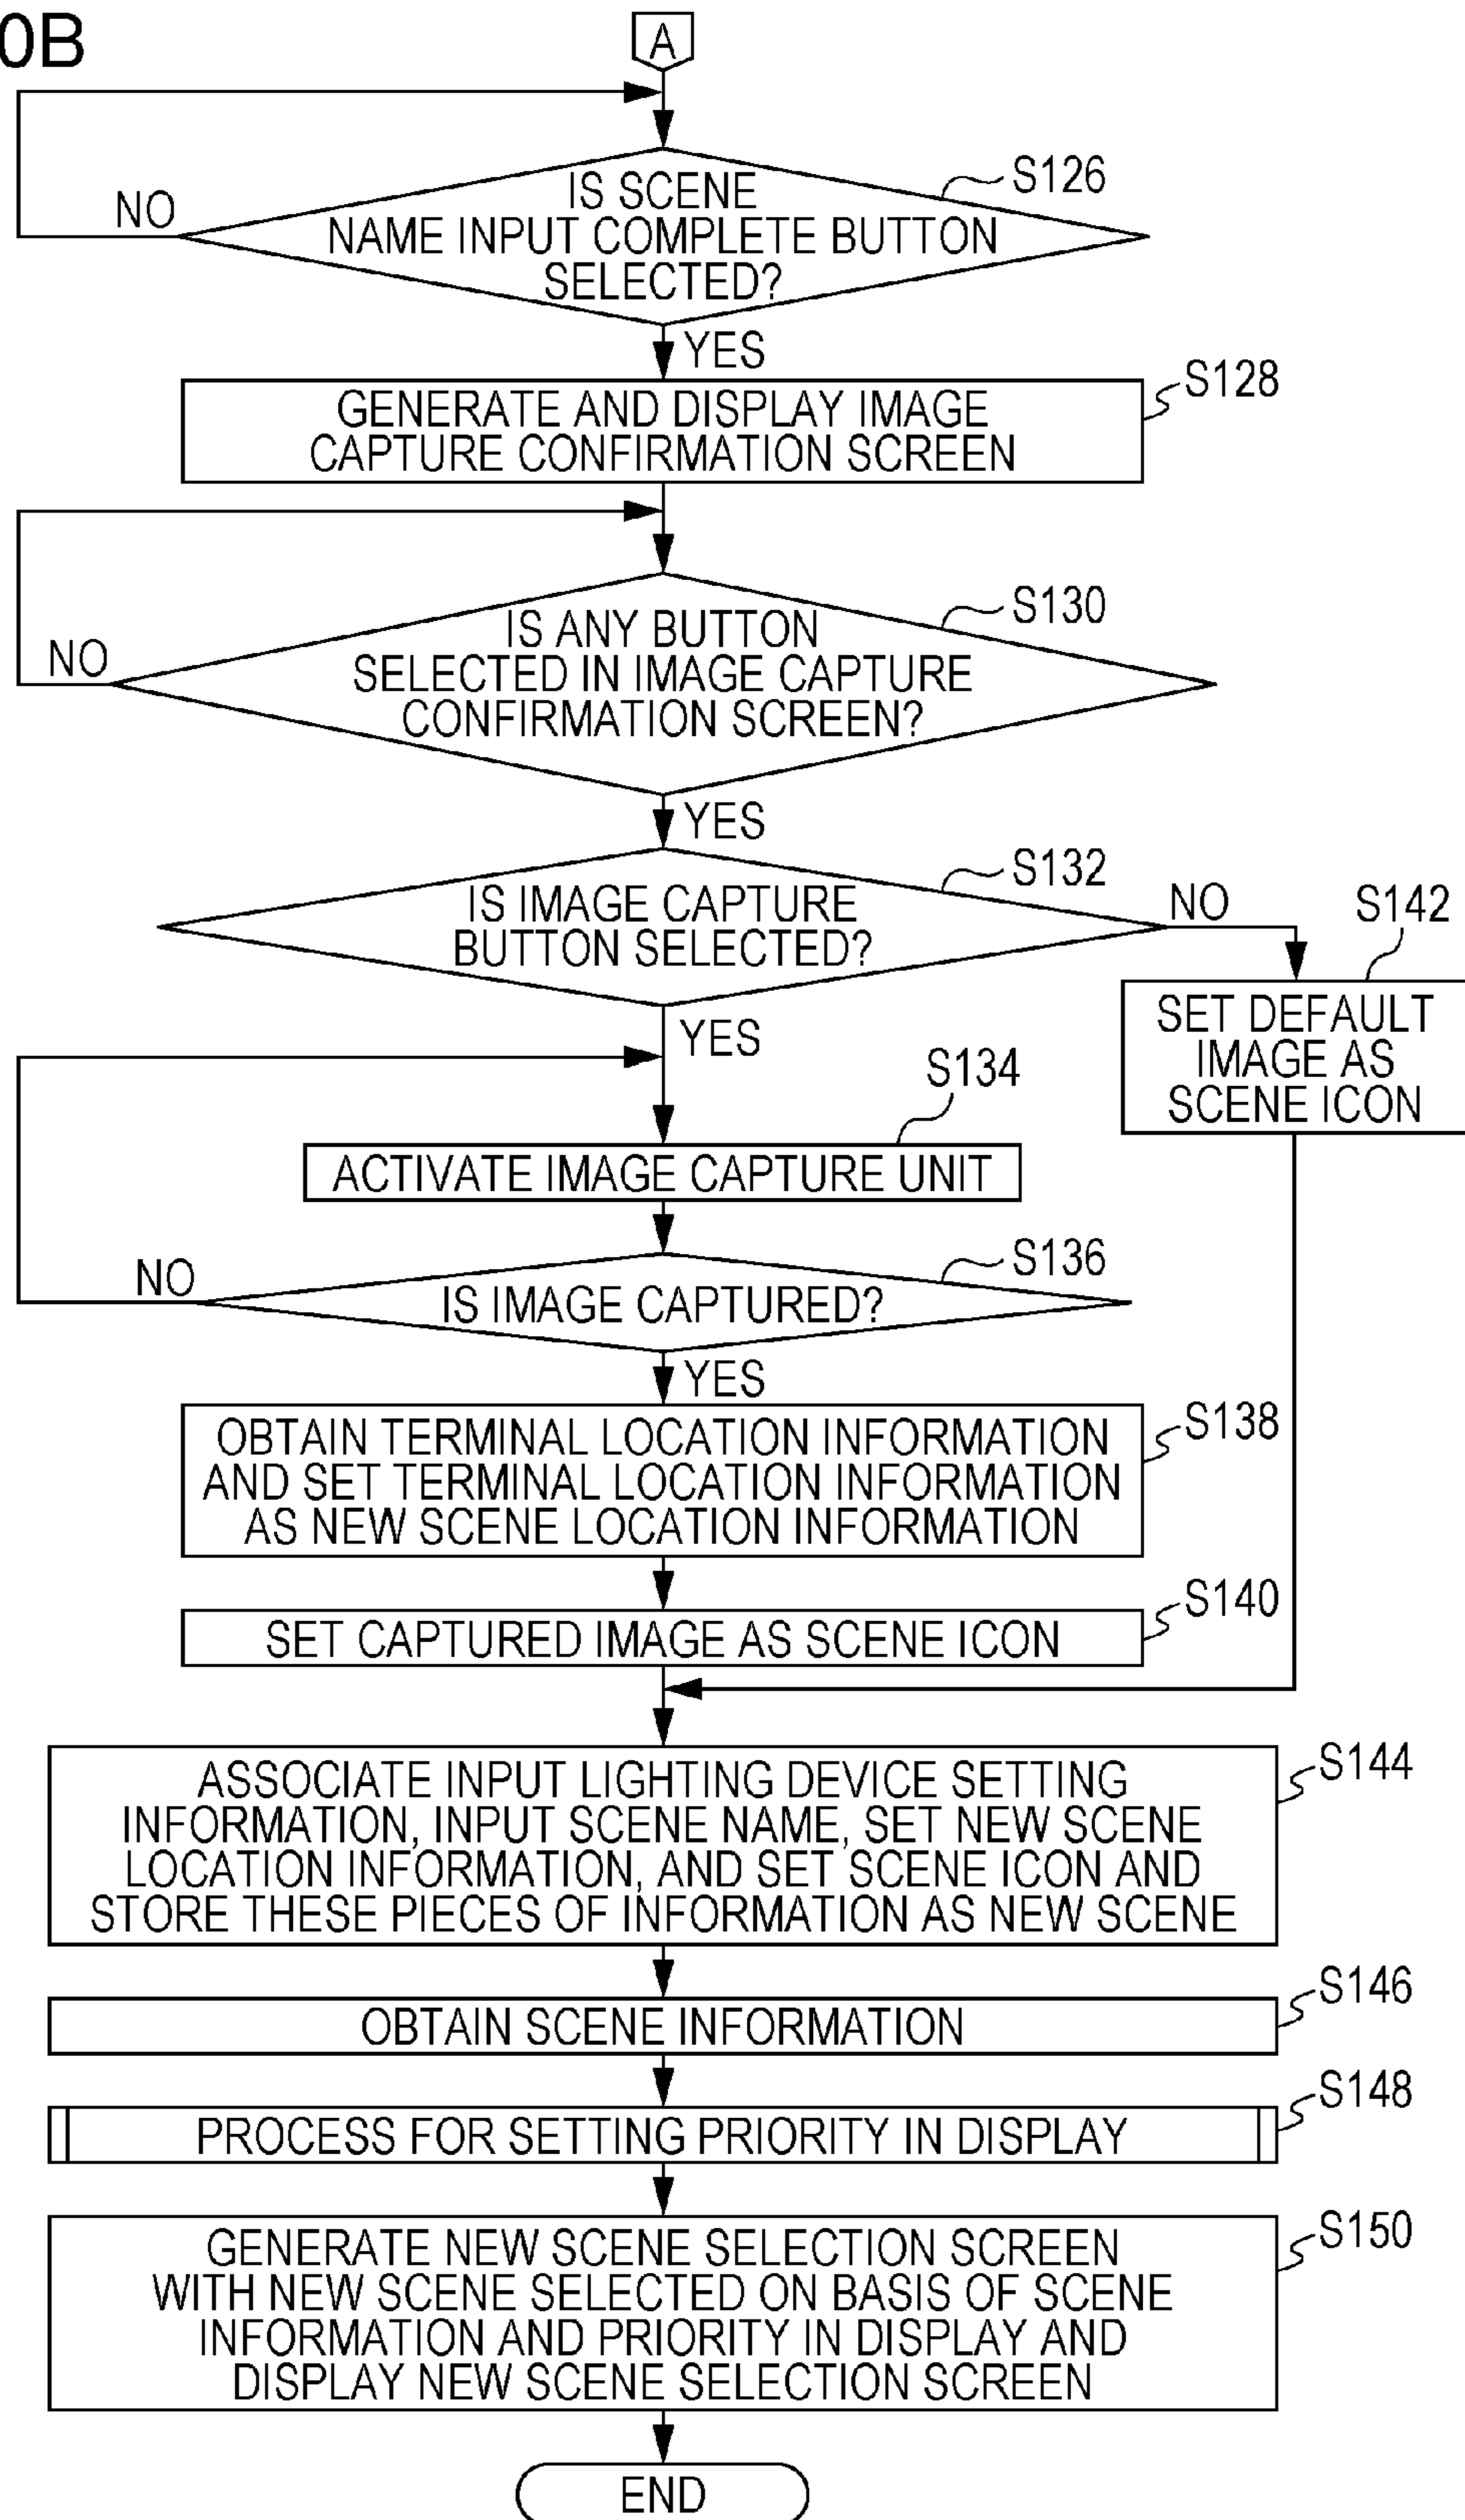 0B
A
IS SCENE
NAME INPUT COMPLETE BUTTON
SELECTED?
S126
NO
YES
GENERATE AND DISPLAY IMAGE
CAPTURE CONFIRMATION SCREEN
S128
IS ANY BUTTON
SELECTED IN IMAGE CAPTURE
CONFIRMATION SCREEN?
S130
NO
YES
IS IMAGE CAPTURE
BUTTON SELECTED?
S132
NO
S142
SET DEFAULT
IMAGE AS
SCENE ICON
YES
S134
ACTIVATE IMAGE CAPTURE UNIT
IS IMAGE CAPTURED?
S136
NO
YES
OBTAIN TERMINAL LOCATION INFORMATION
AND SET TERMINAL LOCATION INFORMATION
AS NEW SCENE LOCATION INFORMATION
S138
SET CAPTURED IMAGE AS SCENE ICON
S140
ASSOCIATE INPUT LIGHTING DEVICE SETTING
INFORMATION, INPUT SCENE NAME, SET NEW SCENE
LOCATION INFORMATION, AND SET SCENE ICON AND
STORE THESE PIECES OF INFORMATION AS NEW SCENE
S144
OBTAIN SCENE INFORMATION
S146
PROCESS FOR SETTING PRIORITY IN DISPLAY
S148
GENERATE NEW SCENE SELECTION SCREEN
WITH NEW SCENE SELECTED ON BASIS OF SCENE
INFORMATION AND PRIORITY IN DISPLAY AND
DISPLAY NEW SCENE SELECTION SCREEN
S150
END